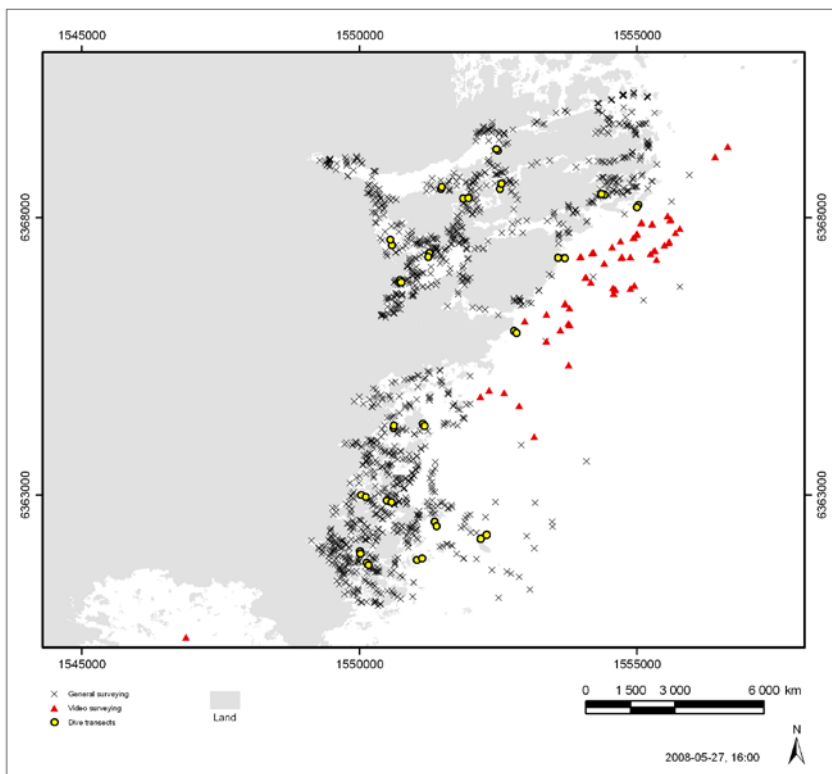 1545000 1550000 1555000
6368000 6368000
6363000 6363000
1545000 1550000 1555000
General surveying
Video surveying
Dive transects
Land
0 1 500 3 000 6 000 km
N
2008-05-27, 16:00